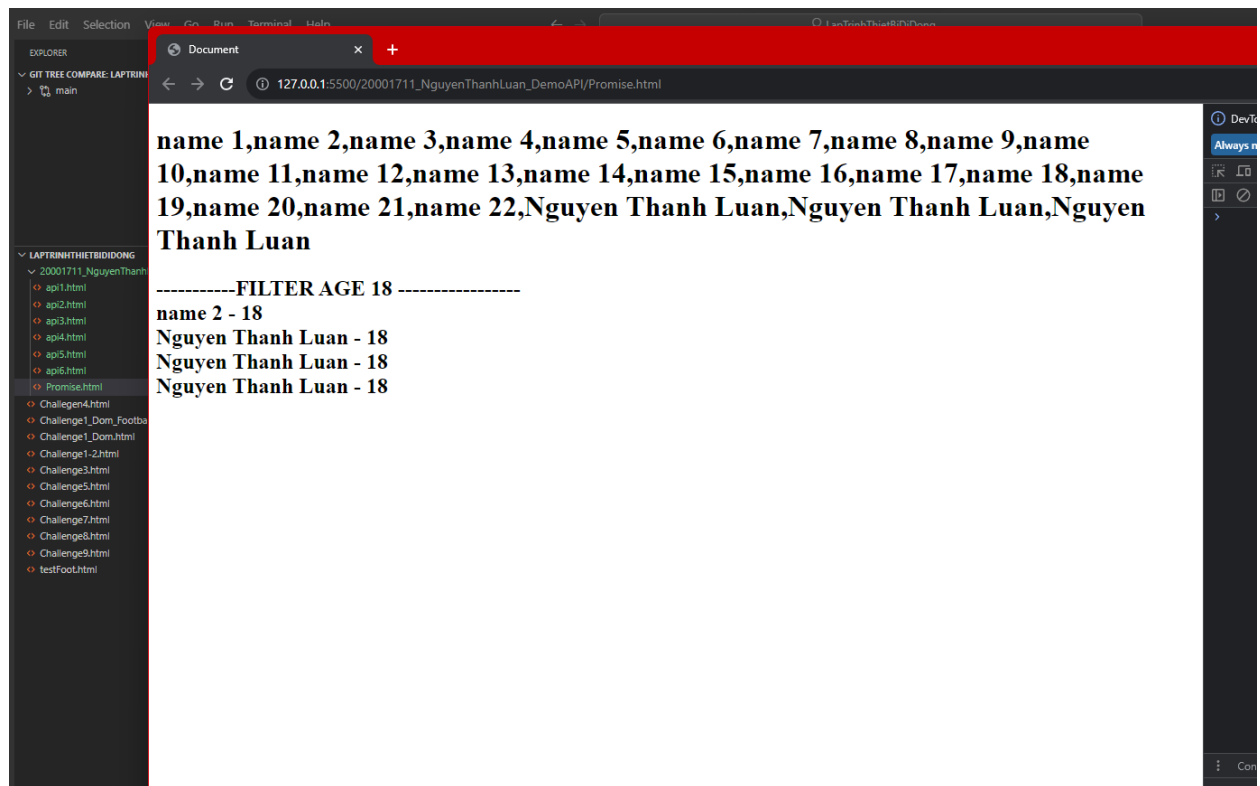 File Edit Selection View Go Run Terminal Help
LapTrinhThietBiDiDong
EXPLORER
GIT TREE COMPARE: LAPTRINH
main
Document
127.0.0.1:5500/20001711_NguyenThanhLuan_DemoAPI/Promise.html
name 1,name 2,name 3,name 4,name 5,name 6,name 7,name 8,name 9,name
10,name 11,name 12,name 13,name 14,name 15,name 16,name 17,name 18,name
19,name 20,name 21,name 22,Nguyen Thanh Luan,Nguyen Thanh Luan,Nguyen
Thanh Luan
-----------FILTER AGE 18 -----------------
name 2 - 18
Nguyen Thanh Luan - 18
Nguyen Thanh Luan - 18
Nguyen Thanh Luan - 18
LAPTRINHTHIETBIDIDONG
20001711_NguyenThanh
api1.html
api2.html
api3.html
api4.html
api5.html
api6.html
Promise.html
Challegen4.html
Challenge1_Dom_Footba
Challenge1_Dom.html
Challenge1-2.html
Challenge3.html
Challenge5.html
Challenge6.html
Challenge7.html
Challenge8.html
Challenge9.html
testFoot.html
DevTo
Always n
Con